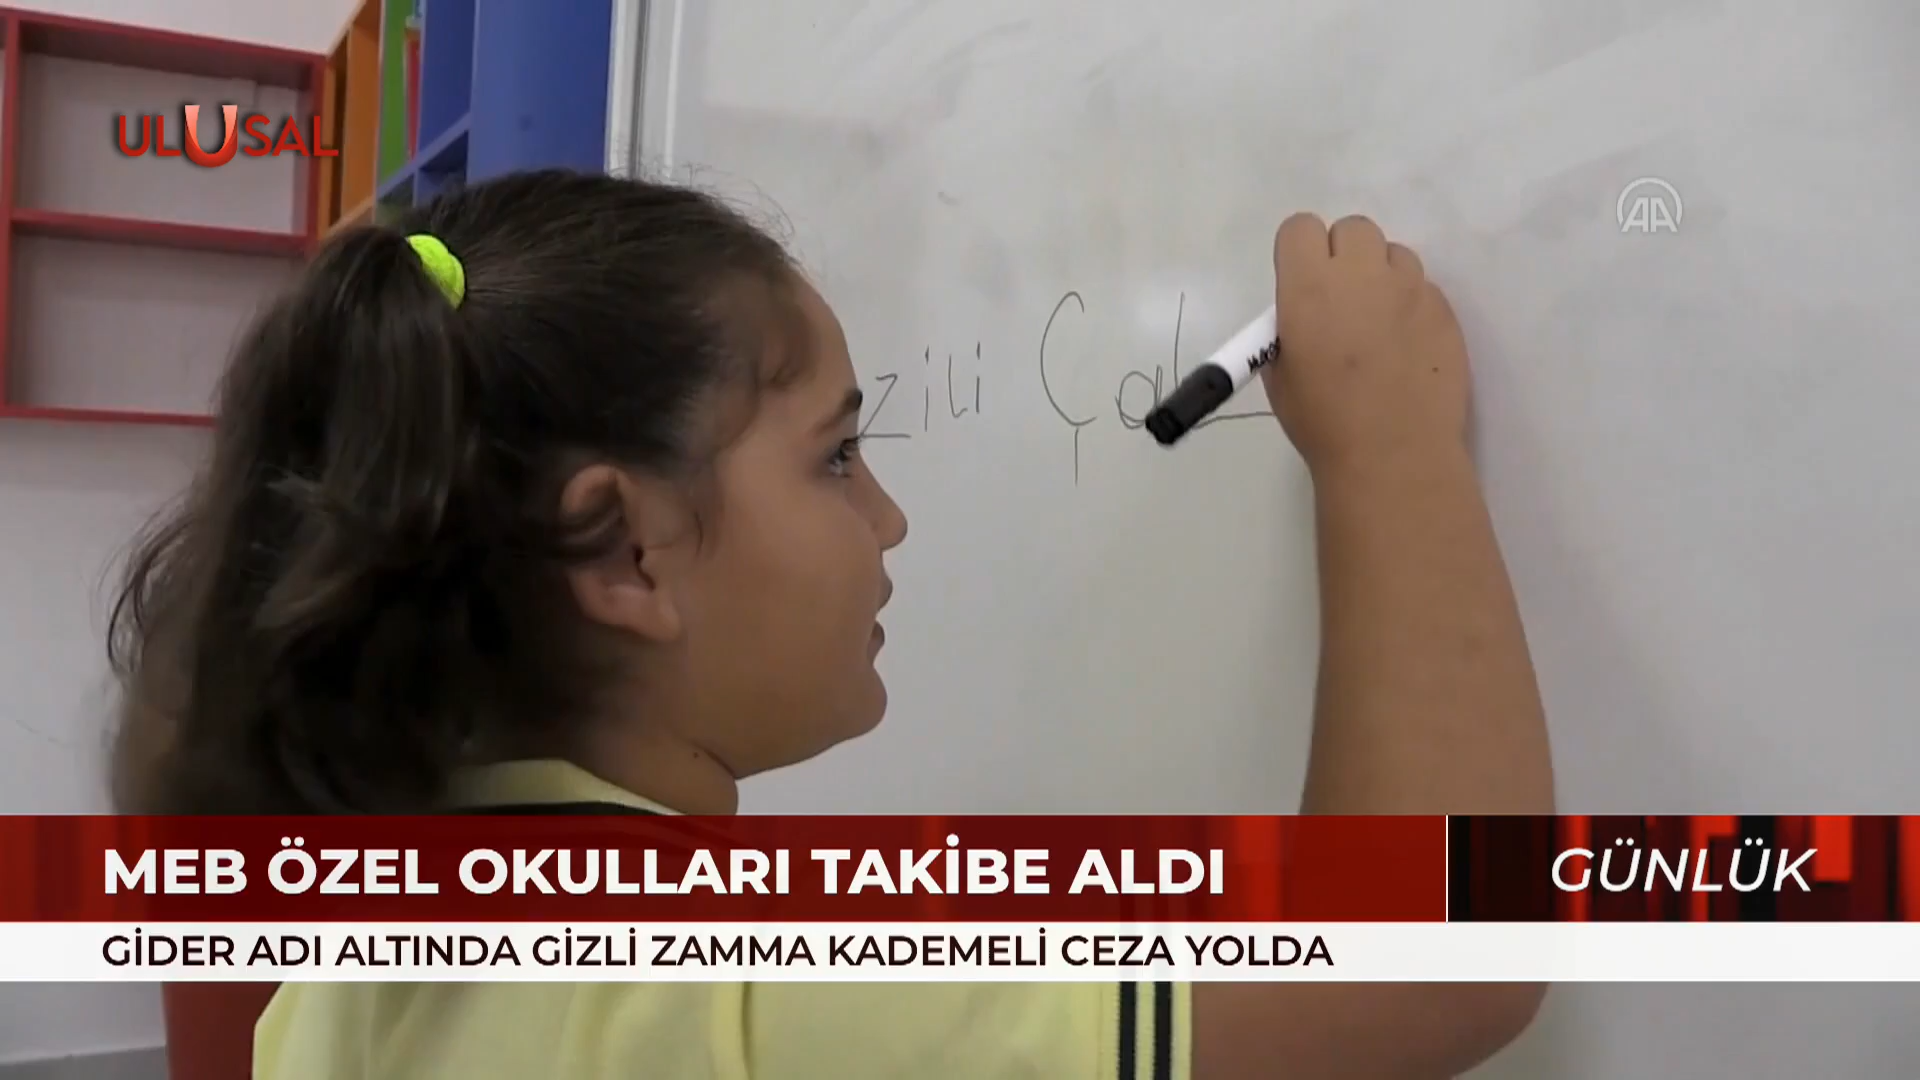 ULUSAL
AA
zili Ça
MEB ÖZEL OKULLARI TAKİBE ALDI
GÜNLÜK
GİDER ADI ALTINDA GİZLİ ZAMMA KADEMELİ CEZA YOLDA